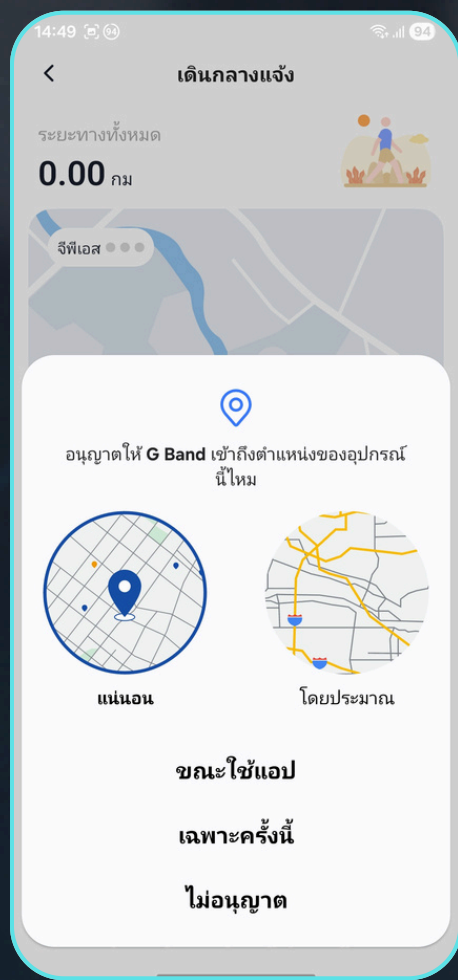 14:49 94 94
เดินกลางแจ้ง
ระยะทางทั้งหมด
0.00 กม
จีพีเอส
อนุญาตให้ G Band เข้าถึงตำแหน่งของอุปกรณ์
นี้ไหม
แน่นอน โดยประมาณ
ขณะใช้แอป
เฉพาะครั้งนี้
ไม่อนุญาต